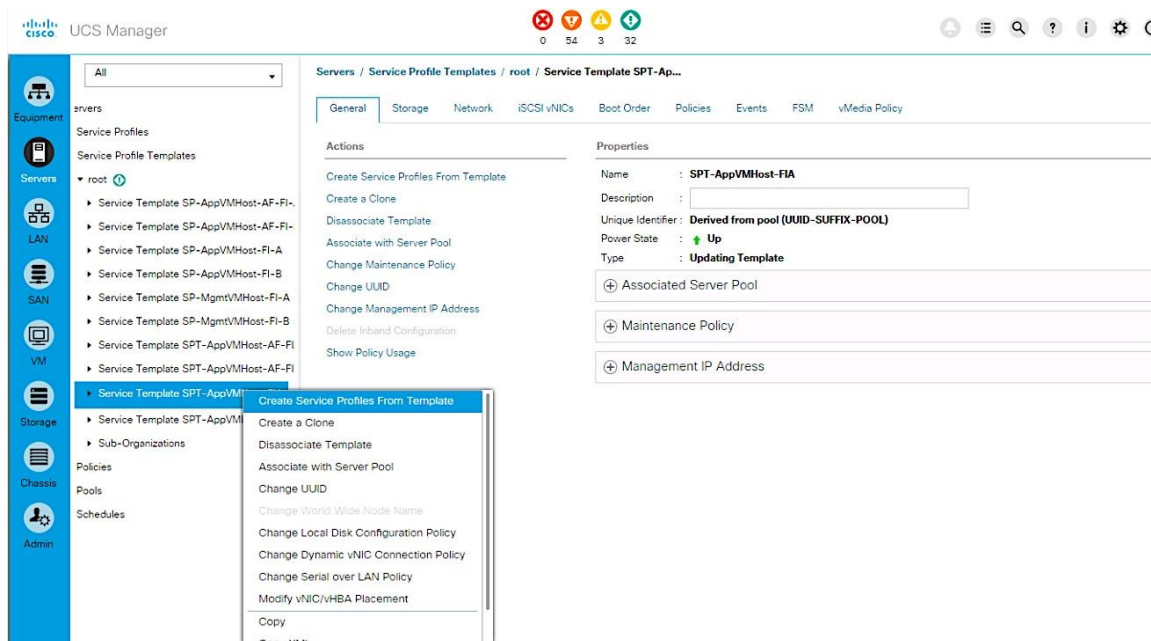 CISCO UCS Manager
0 54 3 32
Equipment
Servers
LAN
SAN
VM
Storage
Chassis
Admin
All
ervers
Service Profiles
Service Profile Templates
root
Service Template SP-AppVMHost-AF-FI-
Service Template SP-AppVMHost-AF-FI-
Service Template SP-AppVMHost-FI-A
Service Template SP-AppVMHost-FI-B
Service Template SP-MgmtVMHost-FI-A
Service Template SP-MgmtVMHost-FI-B
Service Template SPT-AppVMHost-AF-FI
Service Template SPT-AppVMHost-AF-FI
Service Template SPT-AppVM
Service Template SPT-AppVM
Sub-Organizations
Policies
Pools
Schedules
Servers / Service Profile Templates / root / Service Template SPT-Ap...
General Storage Network iSCSI vNICs Boot Order Policies Events FSM vMedia Policy
Actions
Create Service Profiles From Template
Create a Clone
Disassociate Template
Associate with Server Pool
Change Maintenance Policy
Change UUID
Change Management IP Address
Delete Inband Configuration
Show Policy Usage
Properties
Name : SPT-AppVMHost-FIA
Description :
Unique Identifier : Derived from pool (UUID-SUFFIX-POOL)
Power State : Up
Type : Updating Template
Associated Server Pool
Maintenance Policy
Management IP Address
Create Service Profiles From Template
Create a Clone
Disassociate Template
Associate with Server Pool
Change UUID
Change World Wide Node Name
Change Local Disk Configuration Policy
Change Dynamic vNIC Connection Policy
Change Serial over LAN Policy
Modify vNIC/vHBA Placement
Copy